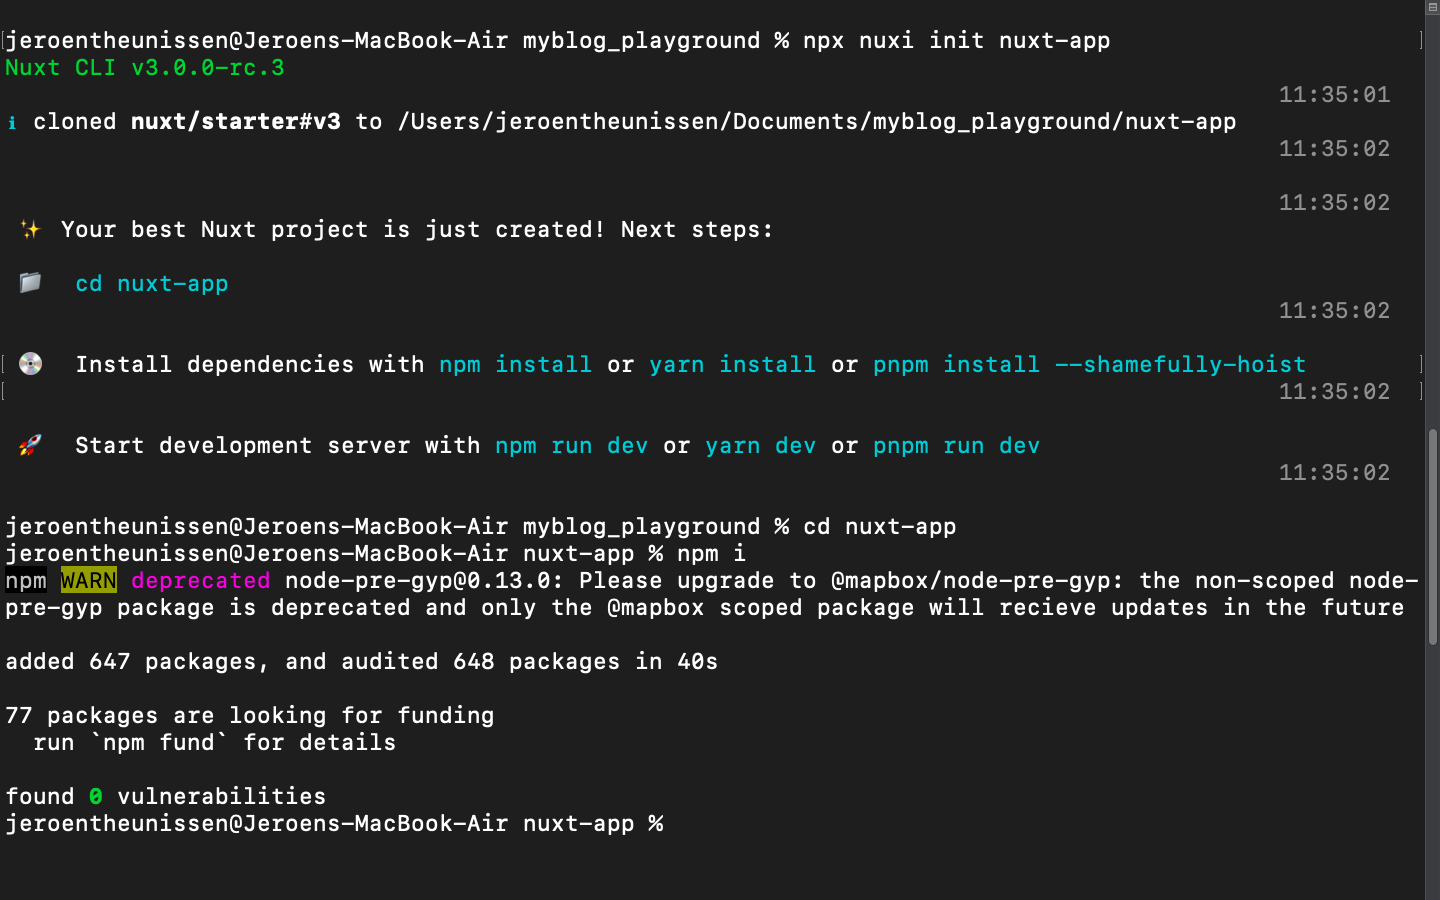 jeroentheunissen@Jeroens-MacBook-Air myblog_playground % npx nuxi init nuxt-app
Nuxt CLI v3.0.0-rc.3
11:35:01
ℹ cloned nuxt/starter#v3 to /Users/jeroentheunissen/Documents/myblog_playground/nuxt-app
11:35:02
11:35:02
✨ Your best Nuxt project is just created! Next steps:
📁 cd nuxt-app
11:35:02
💿 Install dependencies with npm install or yarn install or pnpm install --shamefully-hoist
11:35:02
🚀 Start development server with npm run dev or yarn dev or pnpm run dev
11:35:02
jeroentheunissen@Jeroens-MacBook-Air myblog_playground % cd nuxt-app
jeroentheunissen@Jeroens-MacBook-Air nuxt-app % npm i
npm WARN deprecated node-pre-gyp@0.13.0: Please upgrade to @mapbox/node-pre-gyp: the non-scoped node-
pre-gyp package is deprecated and only the @mapbox scoped package will recieve updates in the future
added 647 packages, and audited 648 packages in 40s
77 packages are looking for funding
run `npm fund` for details
found 0 vulnerabilities
jeroentheunissen@Jeroens-MacBook-Air nuxt-app %